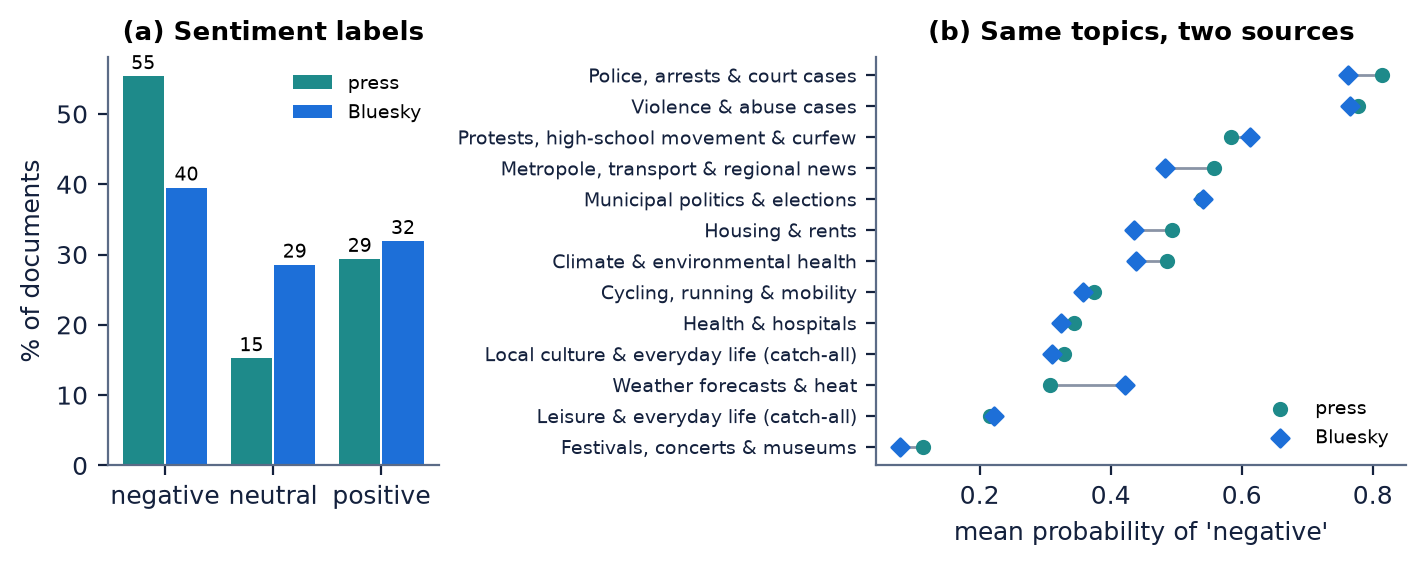 (a) Sentiment labels
% of documents
0
10
20
30
40
50
55
40
15
29
29
32
negative
neutral
positive
press
Bluesky
(b) Same topics, two sources
Police, arrests & court cases
Violence & abuse cases
Protests, high-school movement & curfew
Metropole, transport & regional news
Municipal politics & elections
Housing & rents
Climate & environmental health
Cycling, running & mobility
Health & hospitals
Local culture & everyday life (catch-all)
Weather forecasts & heat
Leisure & everyday life (catch-all)
Festivals, concerts & museums
press
Bluesky
0.2
0.4
0.6
0.8
mean probability of 'negative'